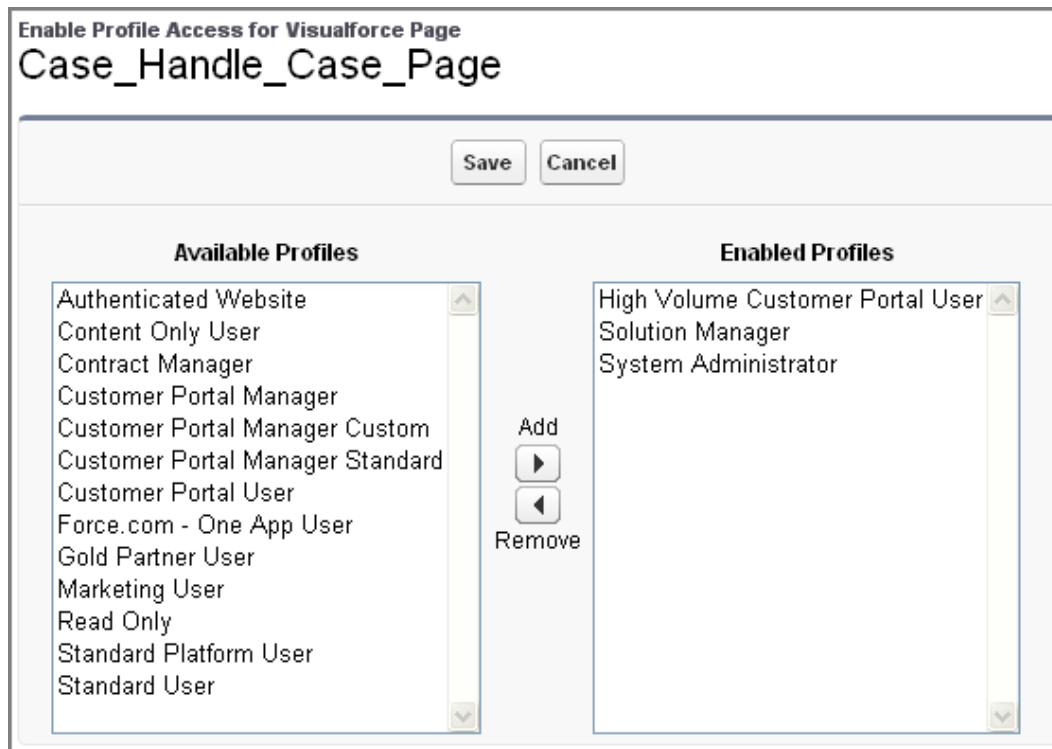 Enable Profile Access for Visualforce Page
Case_Handle_Case_Page
Save Cancel
Available Profiles
Authenticated Website
Content Only User
Contract Manager
Customer Portal Manager
Customer Portal Manager Custom
Customer Portal Manager Standard
Customer Portal User
Force.com - One App User
Gold Partner User
Marketing User
Read Only
Standard Platform User
Standard User
Add
Remove
Enabled Profiles
High Volume Customer Portal User
Solution Manager
System Administrator